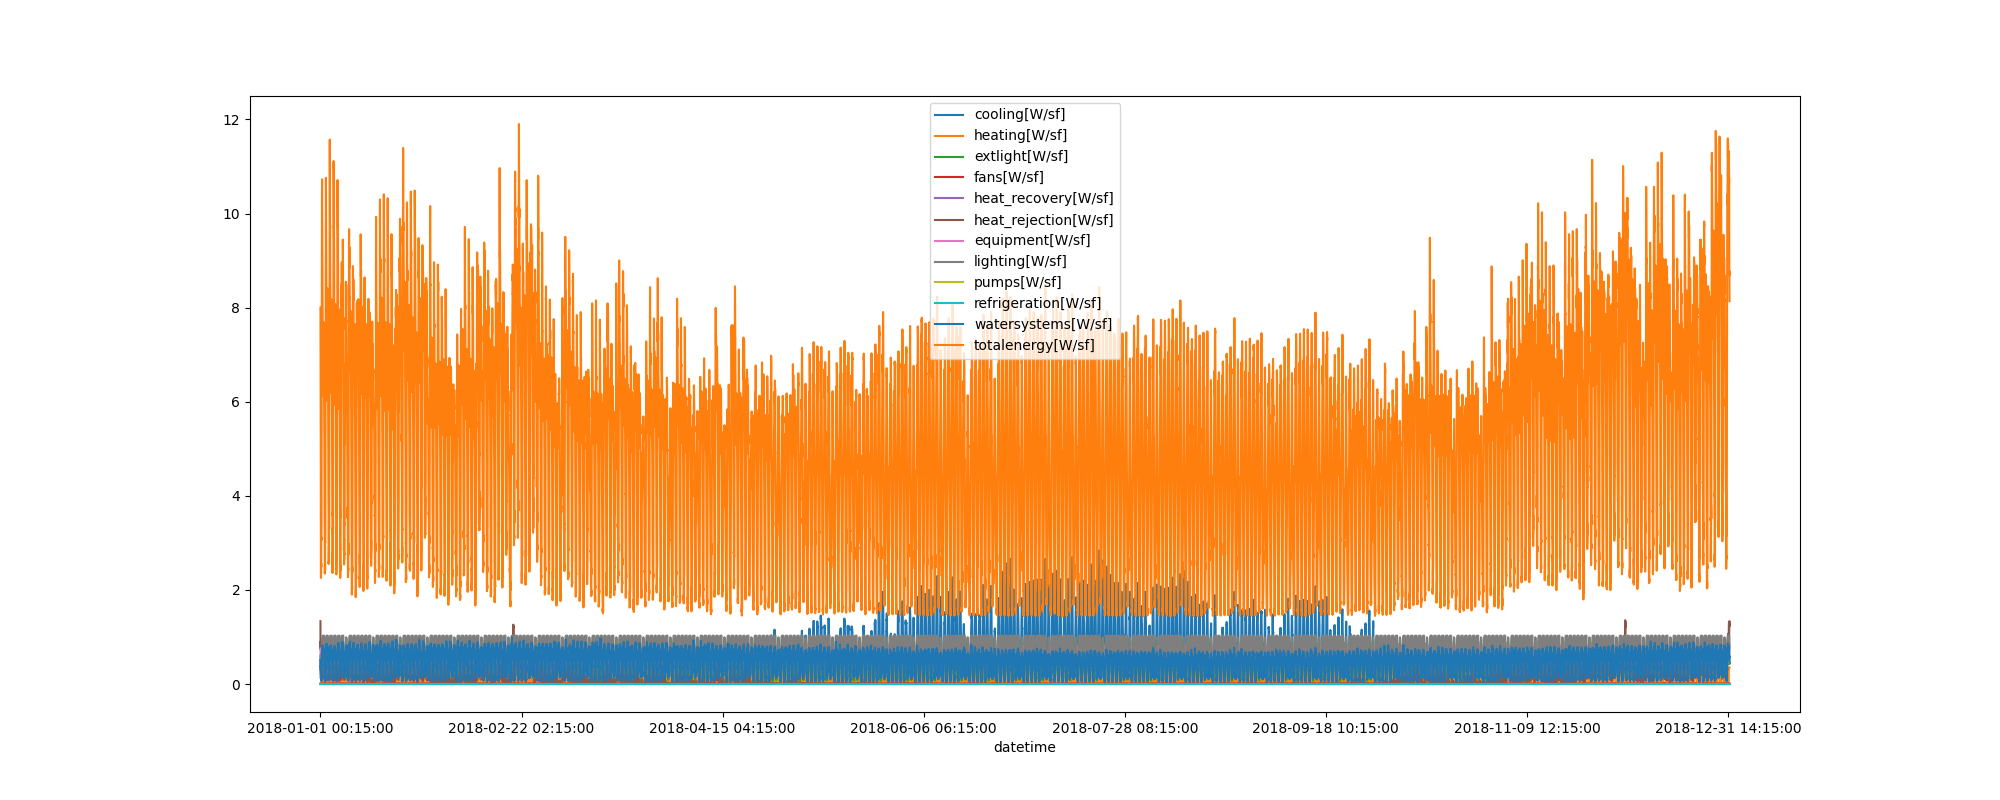 12
10
8
6
4
2
0
cooling[W/sf]
heating[W/sf]
extlight[W/sf]
fans[W/sf]
heat_recovery[W/sf]
heat_rejection[W/sf]
equipment[W/sf]
lighting[W/sf]
pumps[W/sf]
refrigeration[W/sf]
watersystems[W/sf]
totalenergy[W/sf]
2018-01-01 00:15:00 2018-02-22 02:15:00 2018-04-15 04:15:00 2018-06-06 06:15:00 2018-07-28 08:15:00 2018-09-18 10:15:00 2018-11-09 12:15:00 2018-12-31 14:15:00
datetime